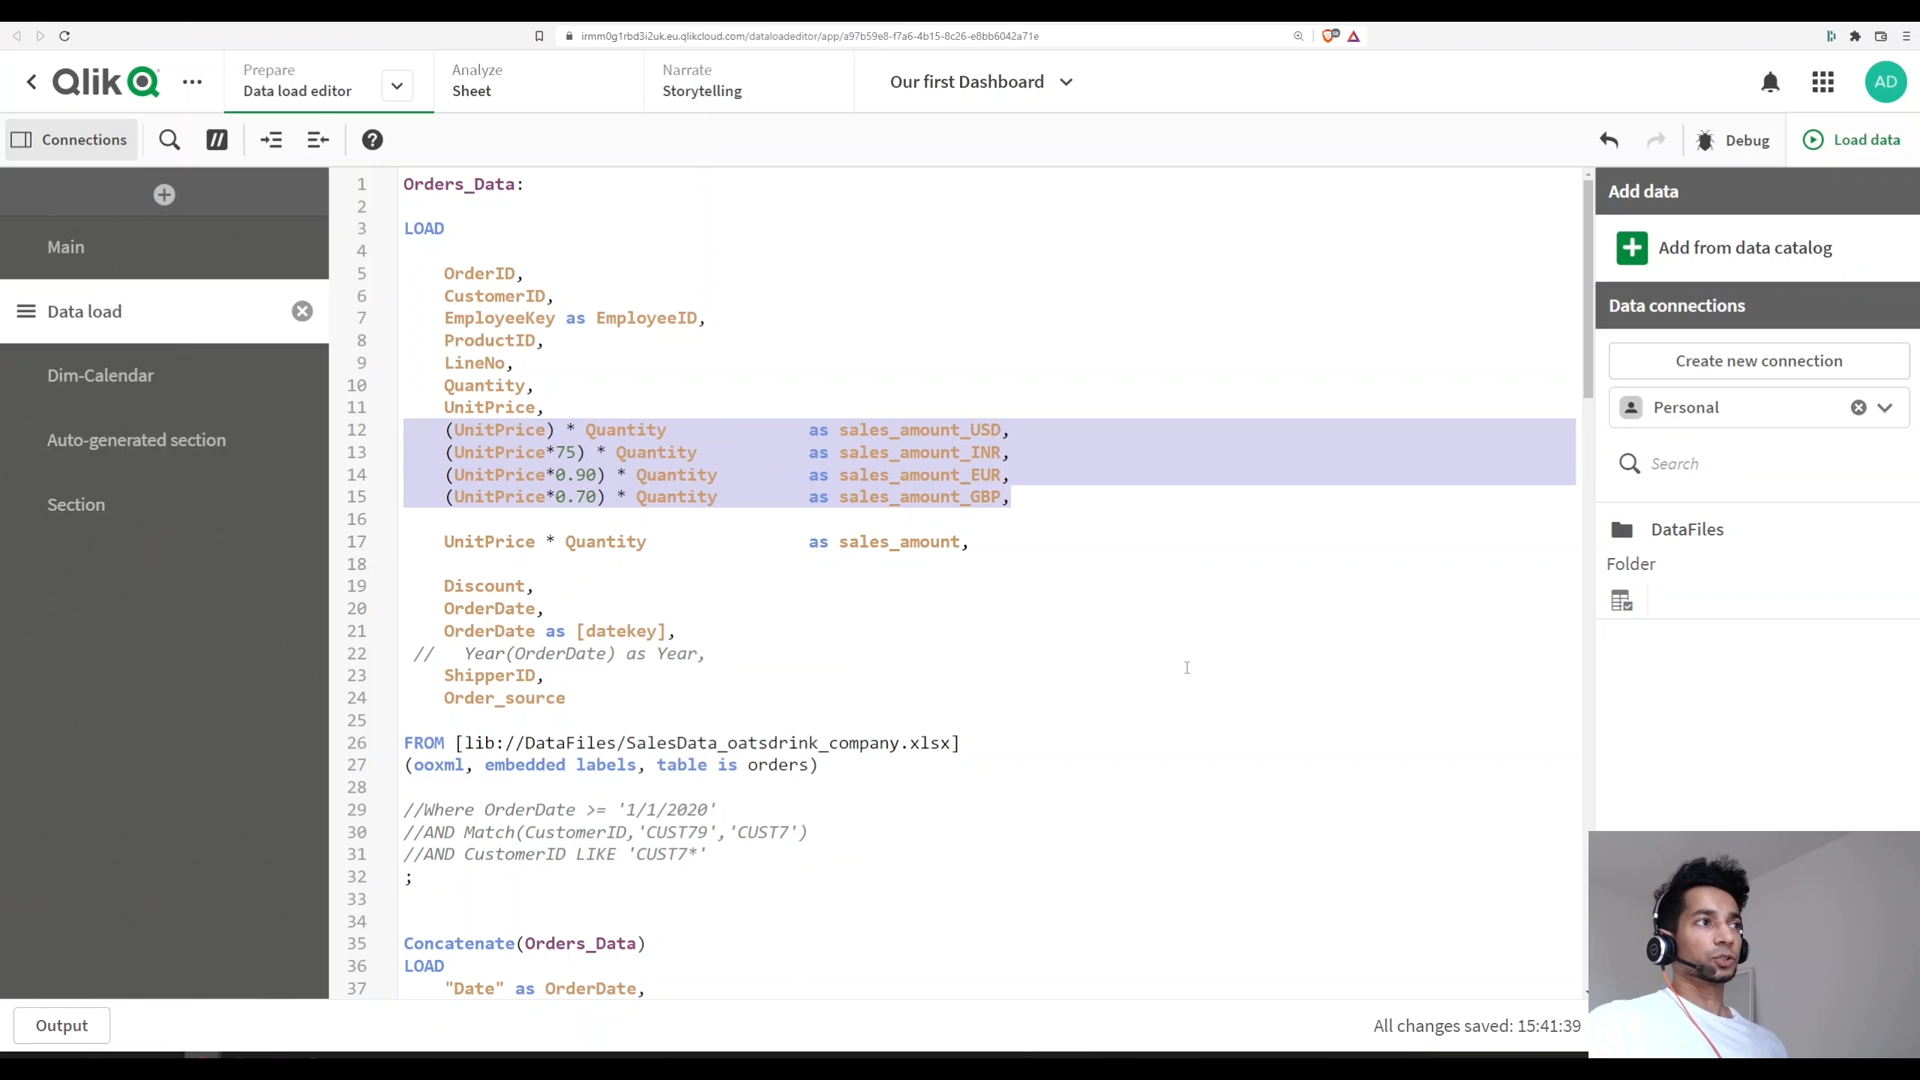 irmm0g1rbd3i2uk.eu.qlikcloud.com/dataloadeditor/app/a97b59e8-f7a6-4b15-8c26-e8bb6042a71e
Qlik
Prepare
Data load editor
Analyze
Sheet
Narrate
Storytelling
Our first Dashboard
AD
Connections
Debug
Load data
Main
Data load
Dim-Calendar
Auto-generated section
Section
1 Orders_Data:
2
3 LOAD
4
5 OrderID,
6 CustomerID,
7 EmployeeKey as EmployeeID,
8 ProductID,
9 LineNo,
10 Quantity,
11 UnitPrice,
12 (UnitPrice) * Quantity as sales_amount_USD,
13 (UnitPrice*75) * Quantity as sales_amount_INR,
14 (UnitPrice*0.90) * Quantity as sales_amount_EUR,
15 (UnitPrice*0.70) * Quantity as sales_amount_GBP,
16
17 UnitPrice * Quantity as sales_amount,
18
19 Discount,
20 OrderDate,
21 OrderDate as [datekey],
22 // Year(OrderDate) as Year,
23 ShipperID,
24 Order_source
25
26 FROM [lib://DataFiles/SalesData_oatsdrink_company.xlsx]
27 (ooxml, embedded labels, table is orders)
28
29 //Where OrderDate >= '1/1/2020'
30 //AND Match(CustomerID,'CUST79','CUST7')
31 //AND CustomerID LIKE 'CUST7*'
32 ;
33
34
35 Concatenate(Orders_Data)
36 LOAD
37 "Date" as OrderDate,
Add data
Add from data catalog
Data connections
Create new connection
Personal
Search
DataFiles
Folder
Output
All changes saved: 15:41:39